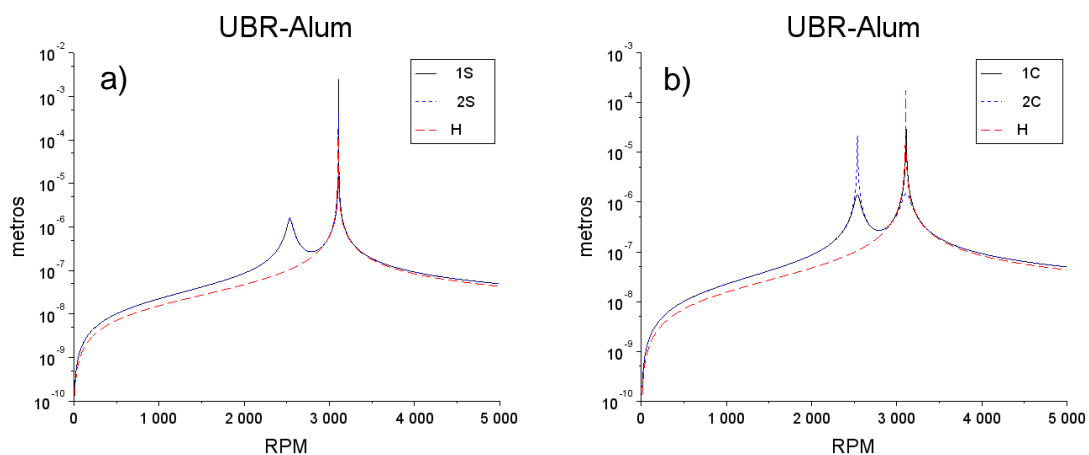 UBR-Alum
a)
1S
2S
H
10^-2
10^-3
10^-4
10^-5
10^-6
10^-7
10^-8
10^-9
10^-10
metros
0
1 000
2 000
3 000
4 000
5 000
RPM
UBR-Alum
b)
1C
2C
H
10^-3
10^-4
10^-5
10^-6
10^-7
10^-8
10^-9
10^-10
metros
0
1 000
2 000
3 000
4 000
5 000
RPM